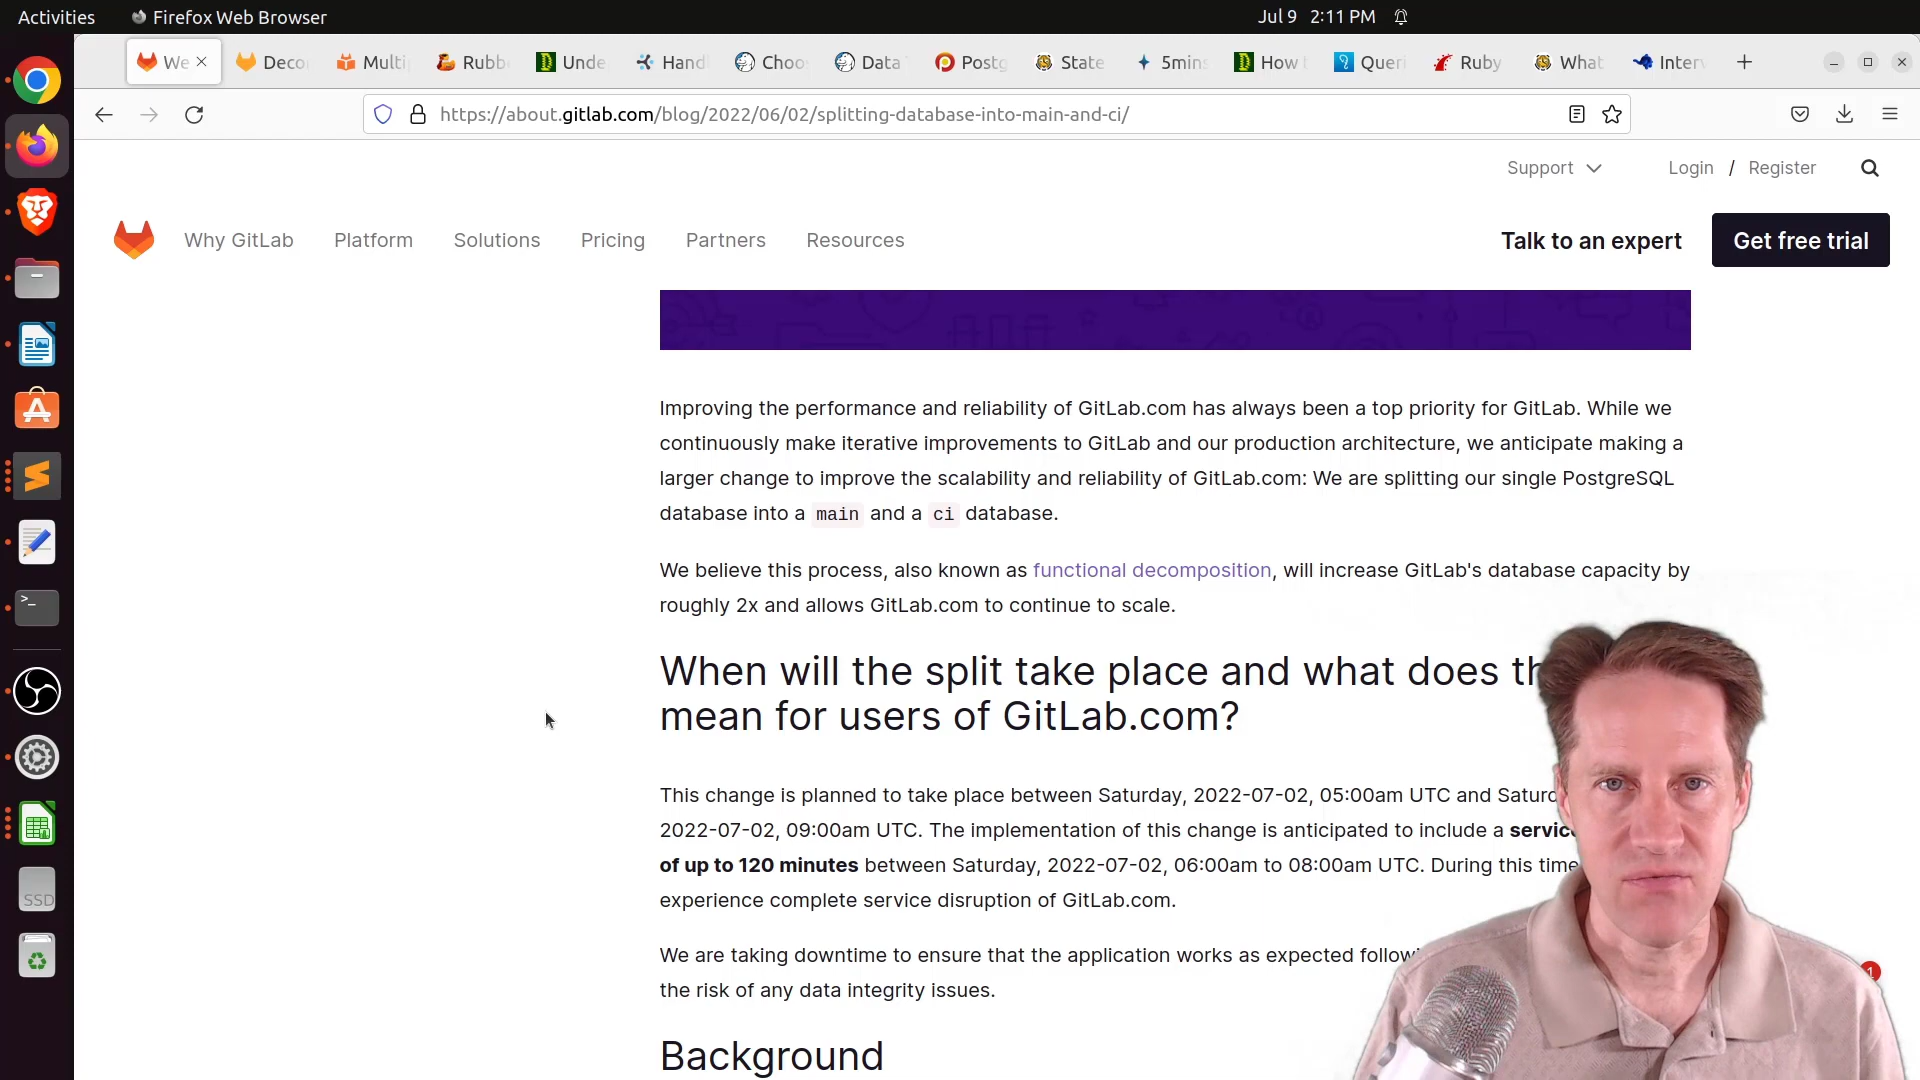 Activities
Firefox Web Browser
Jul 9 2:11 PM
We
Deco
Multi
Rubb
Unde
Hand
Choo
Data
Postg
State
5min
How
Queri
Ruby
What
Inter
https://about.gitlab.com/blog/2022/06/02/splitting-database-into-main-and-ci/
Support
Login / Register
Why GitLab
Platform
Solutions
Pricing
Partners
Resources
Talk to an expert
Get free trial
Improving the performance and reliability of GitLab.com has always been a top priority for GitLab. While we
continuously make iterative improvements to GitLab and our production architecture, we anticipate making a
larger change to improve the scalability and reliability of GitLab.com: We are splitting our single PostgreSQL
database into a main and a ci database.
We believe this process, also known as functional decomposition, will increase GitLab's database capacity by
roughly 2x and allows GitLab.com to continue to scale.
When will the split take place and what does th
mean for users of GitLab.com?
This change is planned to take place between Saturday, 2022-07-02, 05:00am UTC and Saturd
2022-07-02, 09:00am UTC. The implementation of this change is anticipated to include a servic
of up to 120 minutes between Saturday, 2022-07-02, 06:00am to 08:00am UTC. During this time
experience complete service disruption of GitLab.com.
We are taking downtime to ensure that the application works as expected follow
the risk of any data integrity issues.
Background
SSD
1